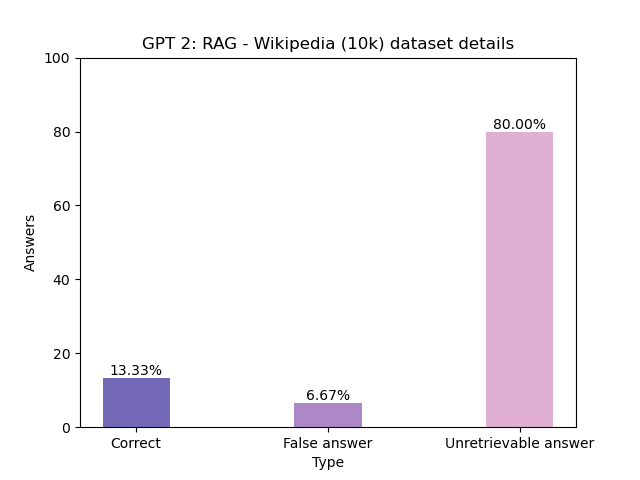 GPT 2: RAG - Wikipedia (10k) dataset details
100
80
60
40
20
0
Answers
13.33%
6.67%
80.00%
Correct
False answer
Unretrievable answer
Type